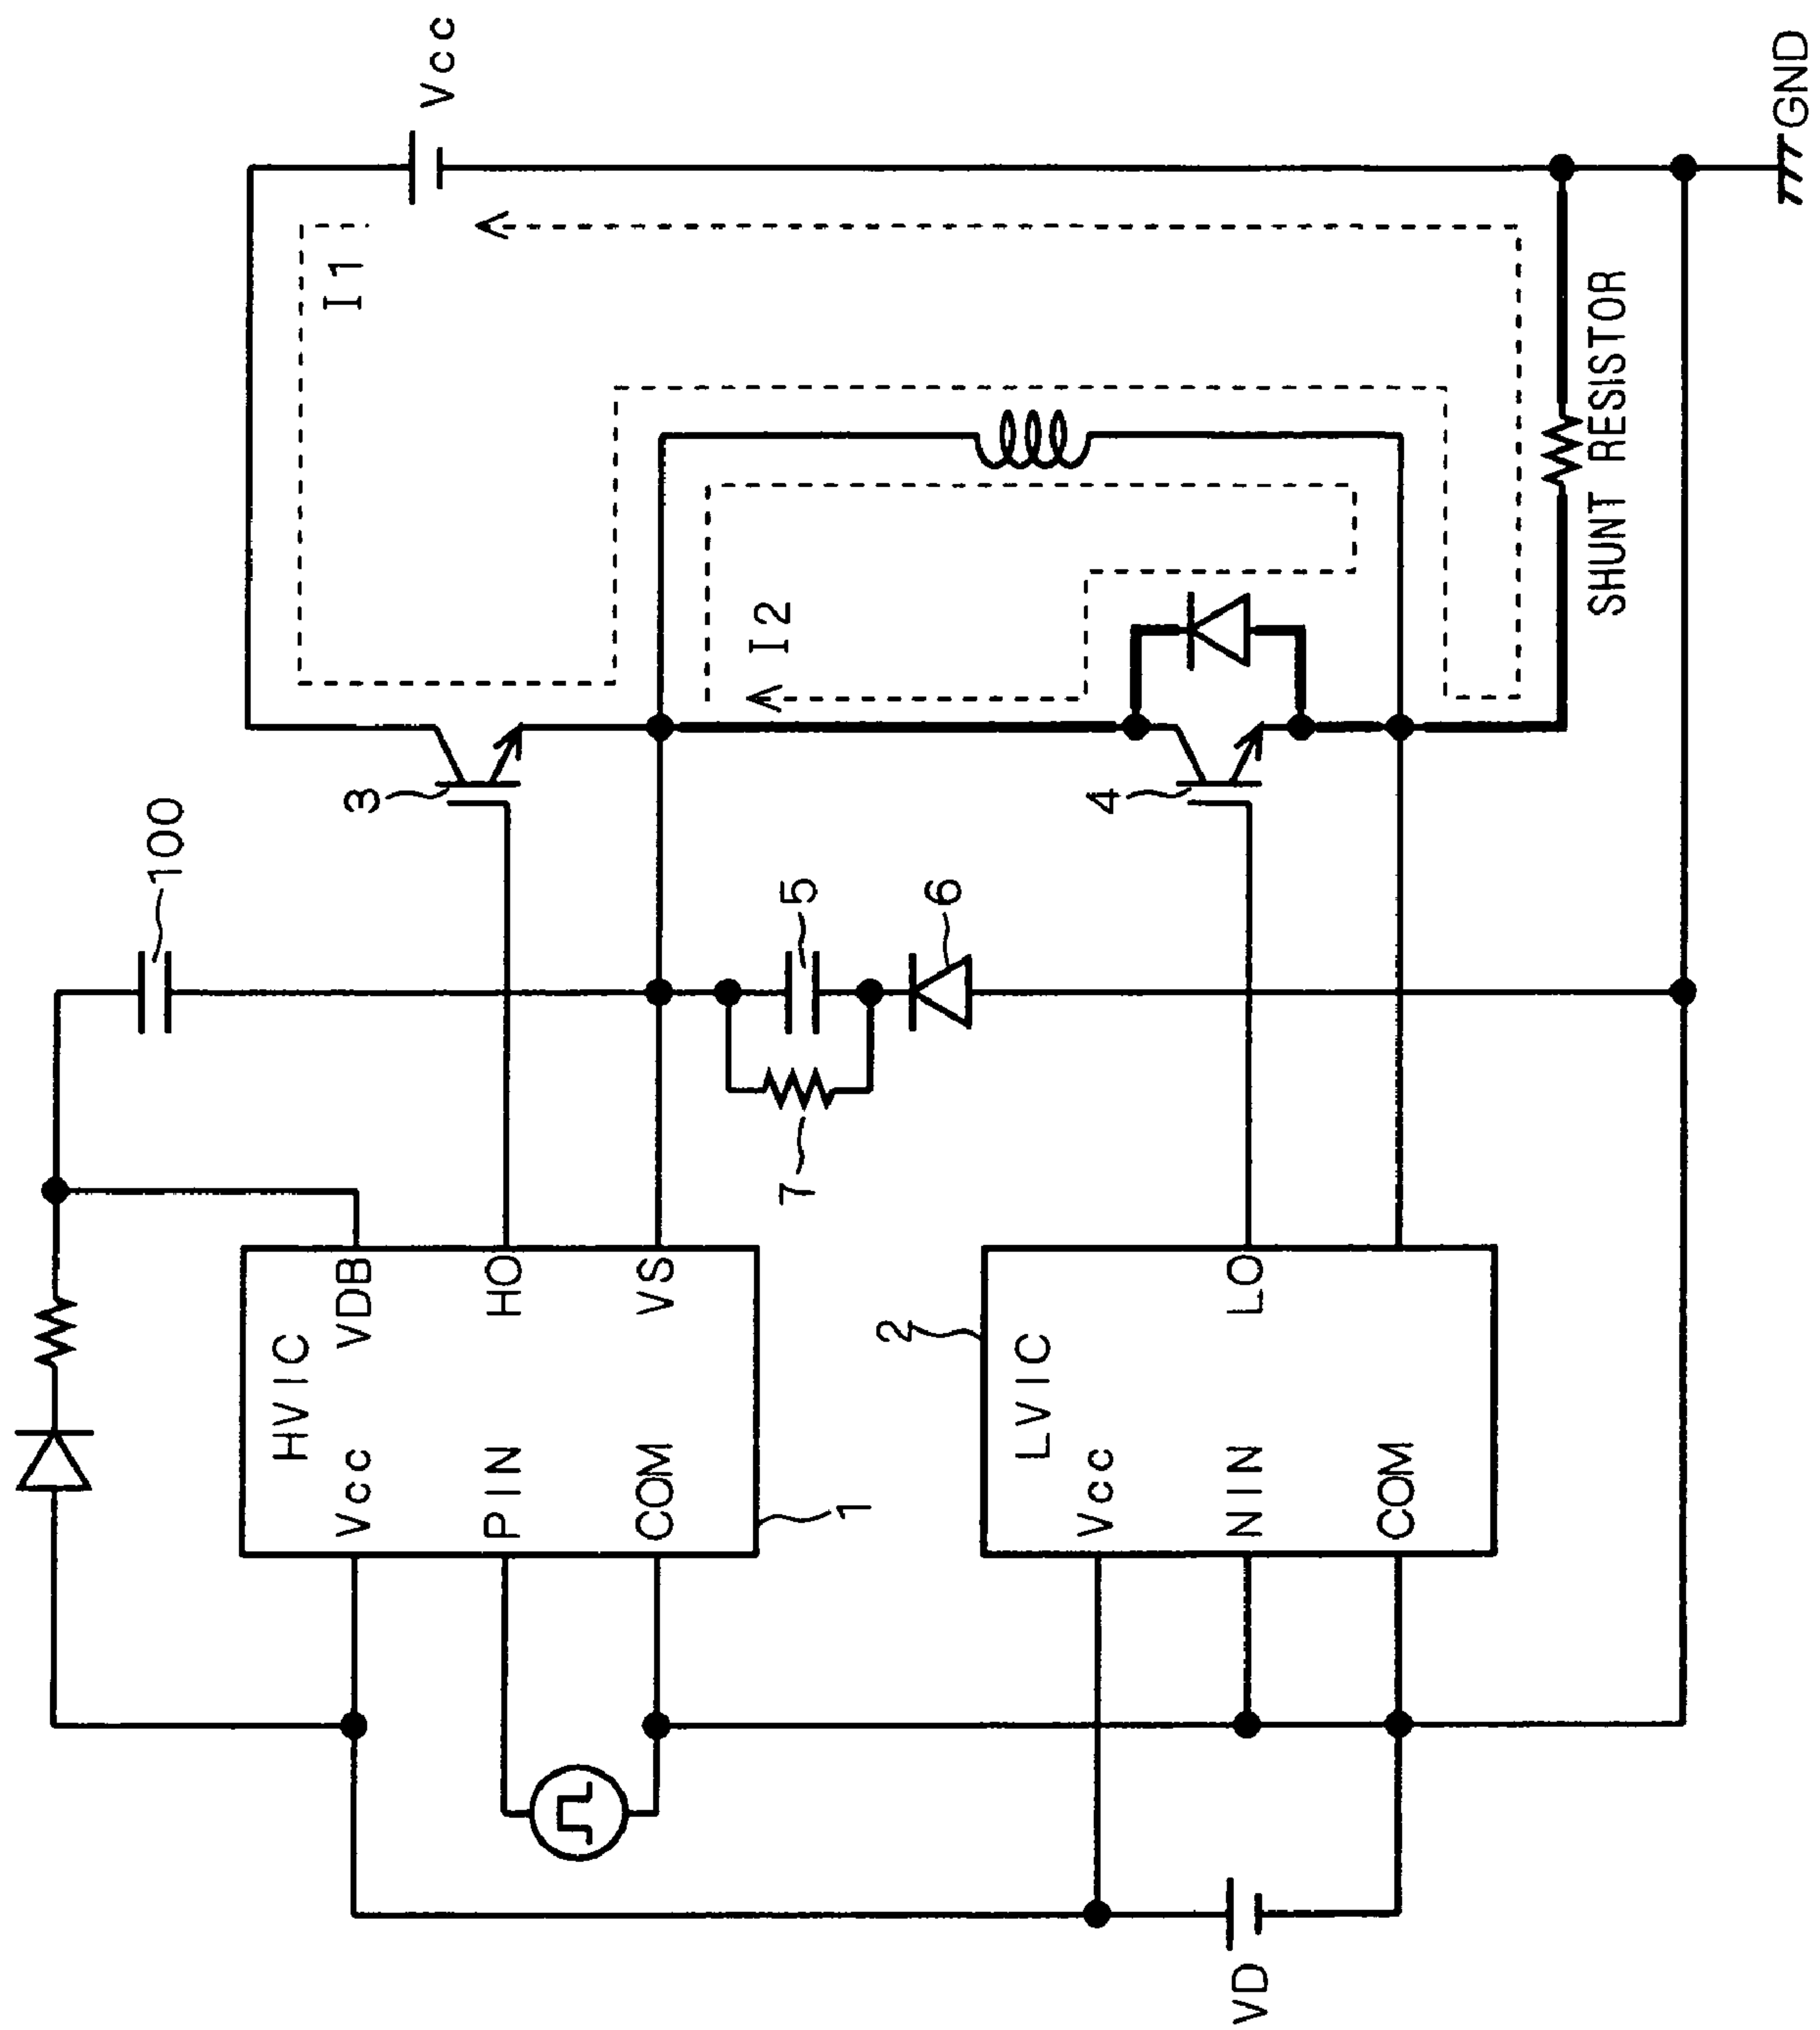 100
Vcc
I1
3
HVIC
Vcc
VDB
PIN
HO
COM
VS
1
7
5
6
I2
4
2
LVIC
Vcc
NIN
LO
COM
VD
SHUNT RESISTOR
GND